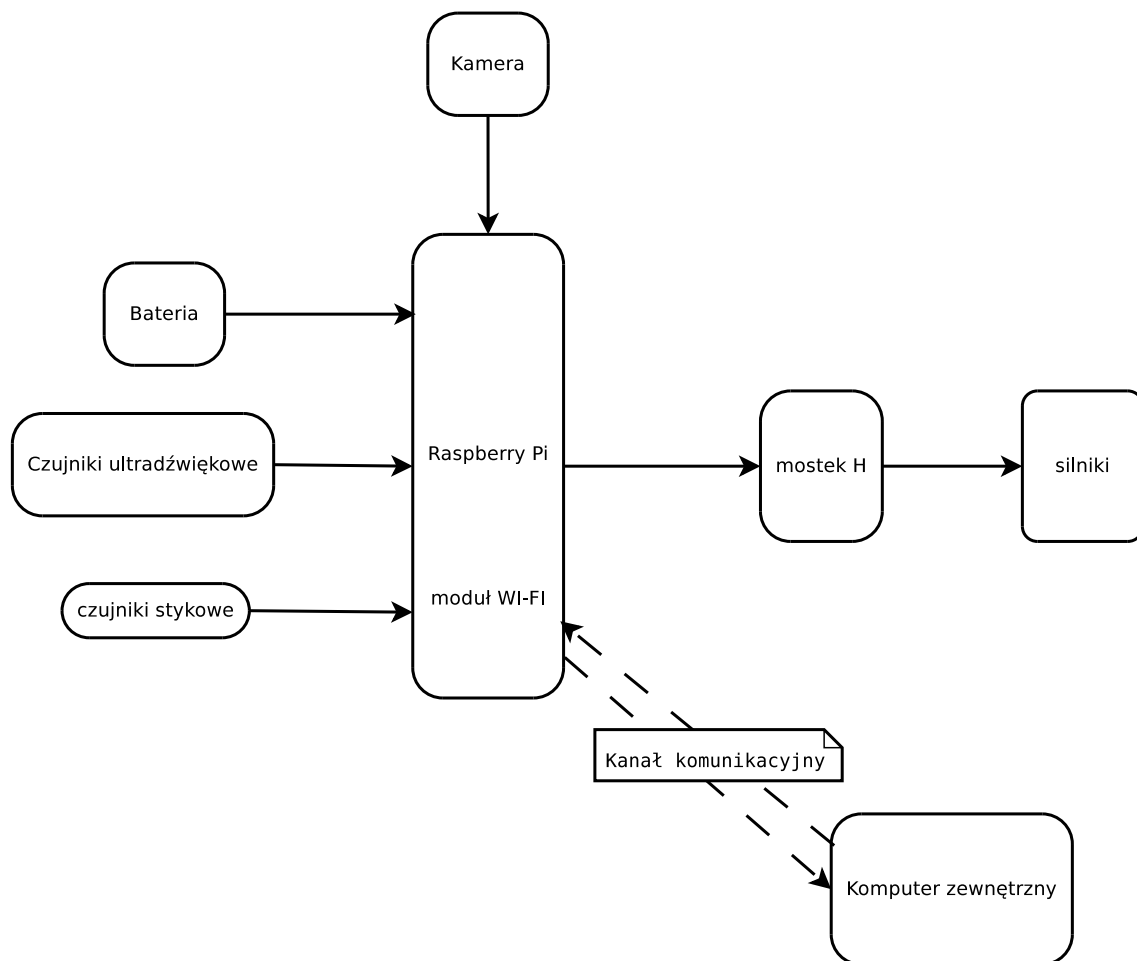 Kamera
Bateria
Czujniki ultradźwiękowe
Raspberry Pi
mostek H
silniki
moduł WI-FI
czujniki stykowe
Kanał komunikacyjny
Komputer zewnętrzny